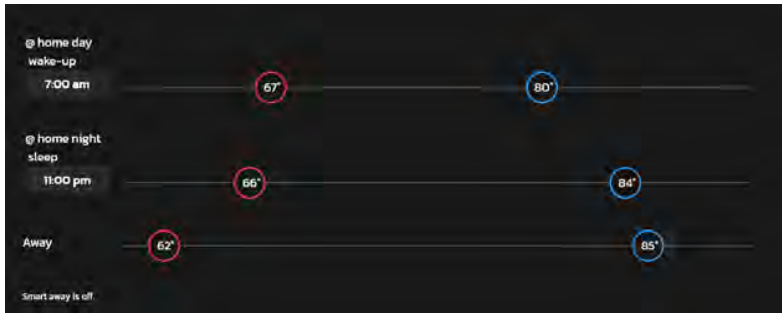 @ home day
wake-up
7:00 am
67°
80°
@ home night
sleep
11:00 pm
66°
84°
Away
62°
85°
Smart away is off.